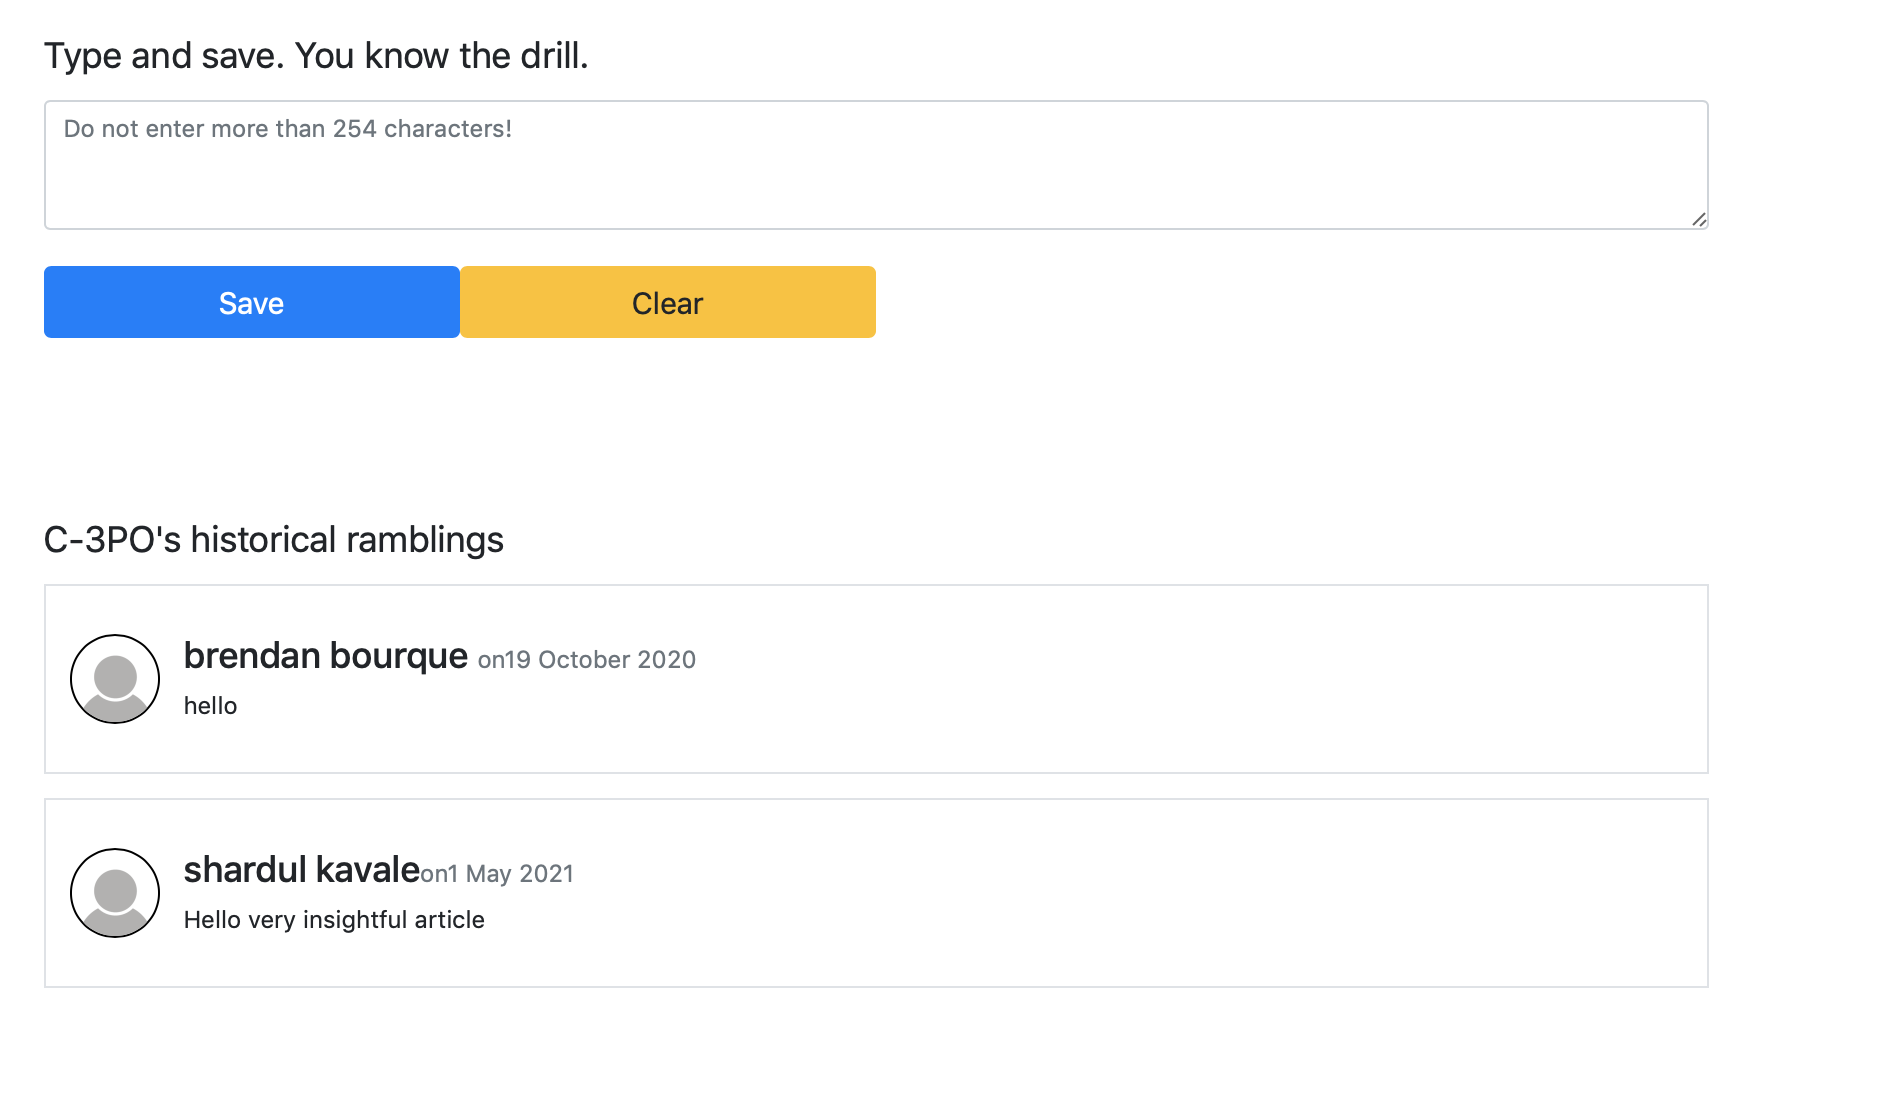 Type and save. You know the drill.
Do not enter more than 254 characters!
Save Clear
C-3PO's historical ramblings
brendan bourque on19 October 2020
hello
shardul kavaleon1 May 2021
Hello very insightful article